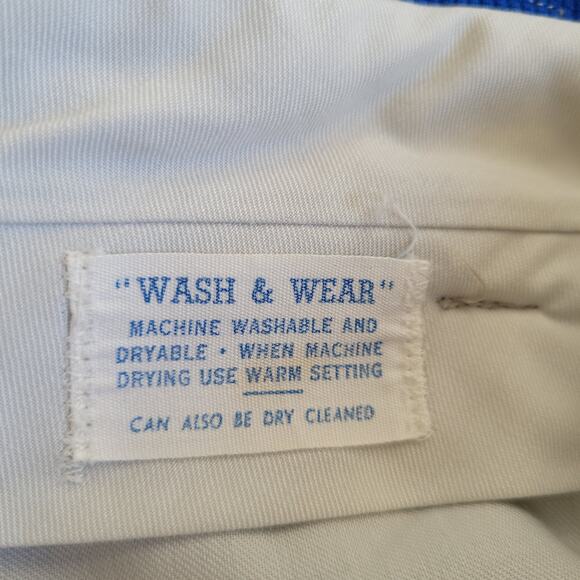 "WASH & WEAR"
MACHINE WASHABLE AND
DRYABLE • WHEN MACHINE
DRYING USE WARM SETTING
CAN ALSO BE DRY CLEANED